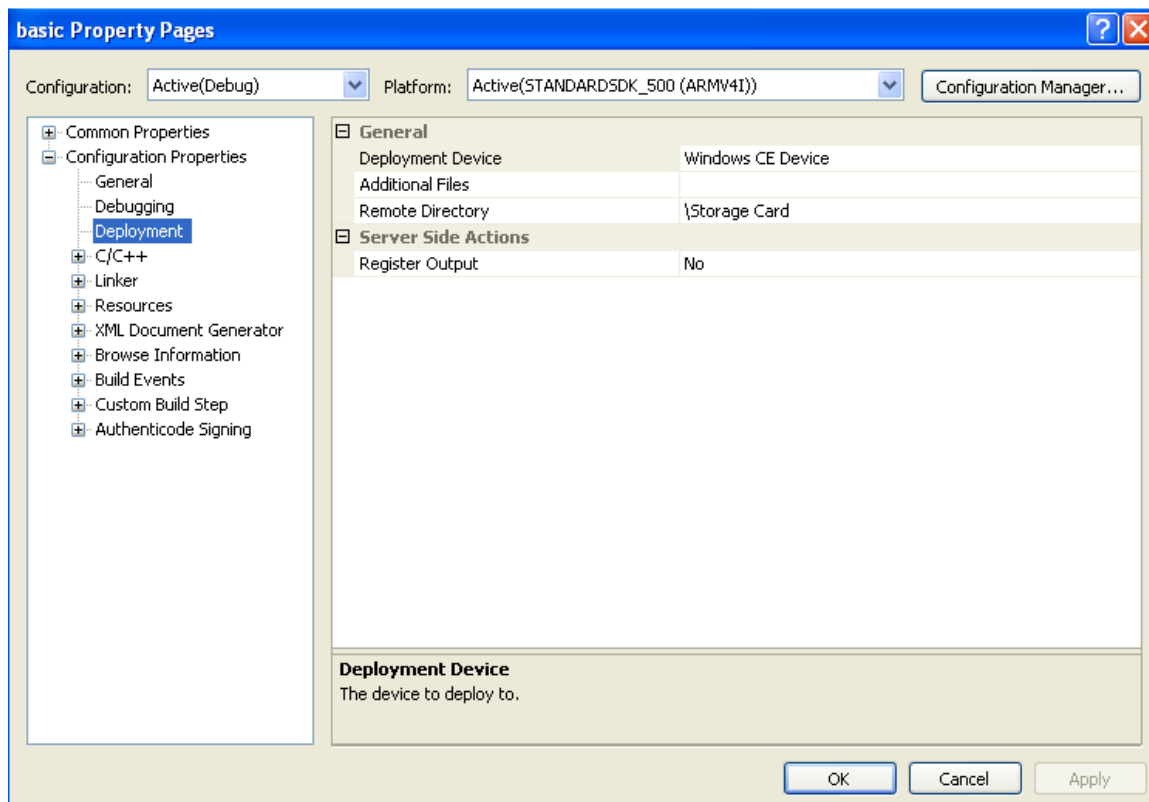 basic Property Pages
Configuration: Active(Debug) Platform: Active(STANDARDSDK_500 (ARMV4I)) Configuration Manager...
Common Properties
Configuration Properties
General
Debugging
Deployment
C/C++
Linker
Resources
XML Document Generator
Browse Information
Build Events
Custom Build Step
Authenticode Signing
General
Deployment Device Windows CE Device
Additional Files
Remote Directory \Storage Card
Server Side Actions
Register Output No
Deployment Device
The device to deploy to.
OK Cancel Apply